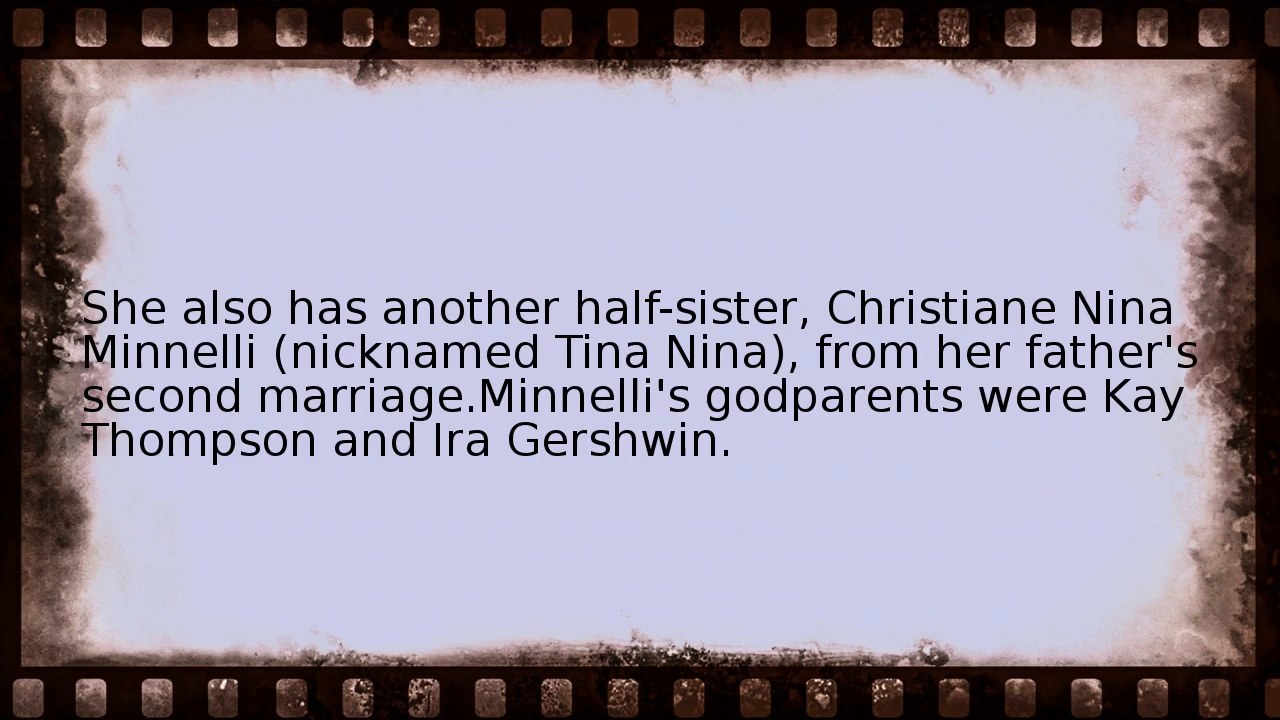 She also has another half-sister, Christiane Nina
Minnelli (nicknamed Tina Nina), from her father's
second marriage.Minnelli's godparents were Kay
Thompson and Ira Gershwin.